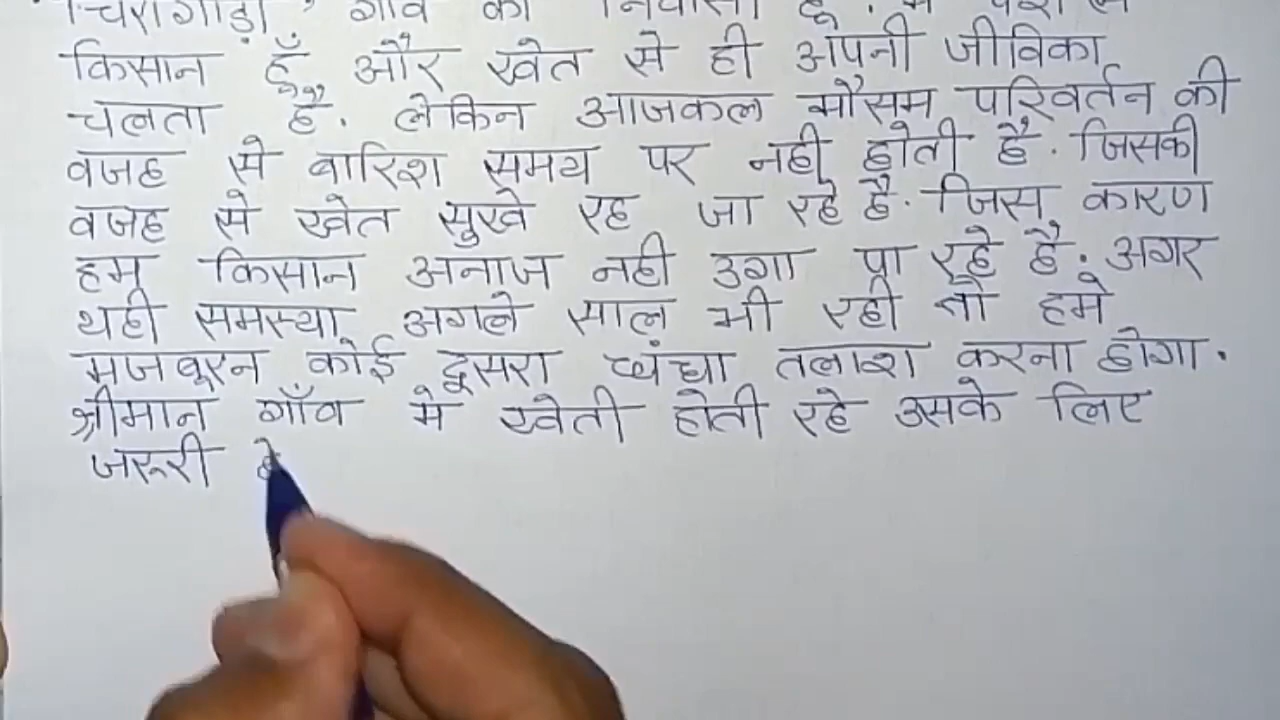 चिरागोड़ा गाँव का निवासी हूँ. मै पेशे से
किसान हूँ और खेत से ही अपनी जीविका
चलता है. लेकिन आजकल मौसम परिवर्तन की
वजह से बारिश समय पर नही होती है. जिसकी
वजह से खेत सुखे रह जा रहे है. जिस कारण
हम किसान अनाज नही उगा पा रहे है. अगर
यही समस्या अगले साल भी रही तो हमे
मजबूरन कोई दूसरा धंधा तलाश करना होगा.
श्रीमान गाँव मे खेती होती रहे उसके लिए
जरूरी है